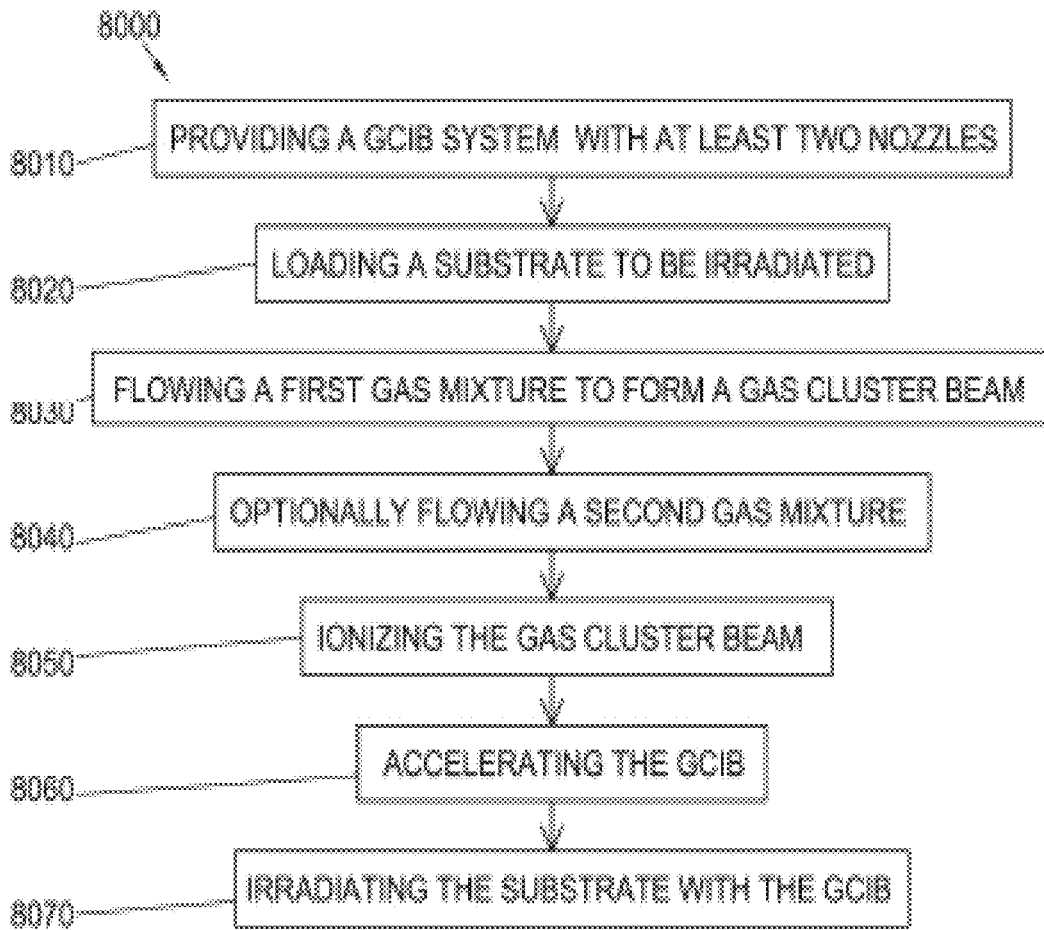 8000
8010
PROVIDING A GCIB SYSTEM WITH AT LEAST TWO NOZZLES
8020
LOADING A SUBSTRATE TO BE IRRADIATED
8030
FLOWING A FIRST GAS MIXTURE TO FORM A GAS CLUSTER BEAM
8040
OPTIONALLY FLOWING A SECOND GAS MIXTURE
8050
IONIZING THE GAS CLUSTER BEAM
8060
ACCELERATING THE GCIB
8070
IRRADIATING THE SUBSTRATE WITH THE GCIB